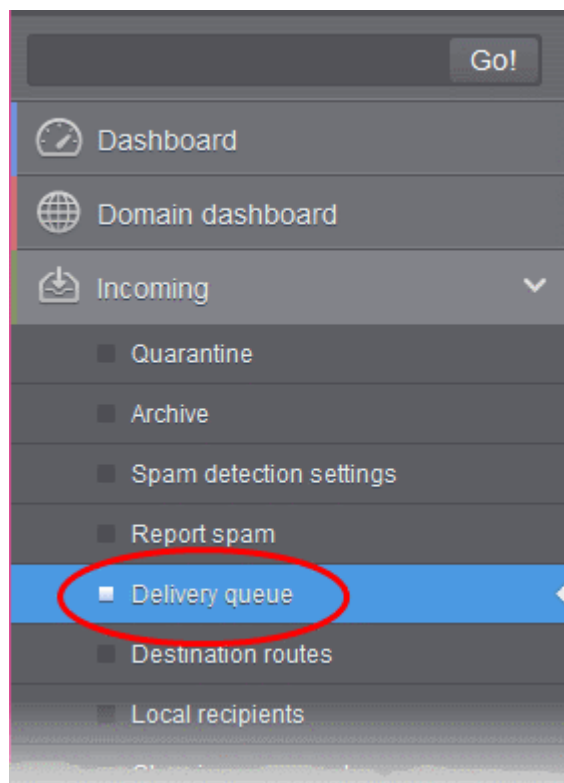 Go!
Dashboard
Domain dashboard
Incoming
Quarantine
Archive
Spam detection settings
Report spam
Delivery queue
Destination routes
Local recipients